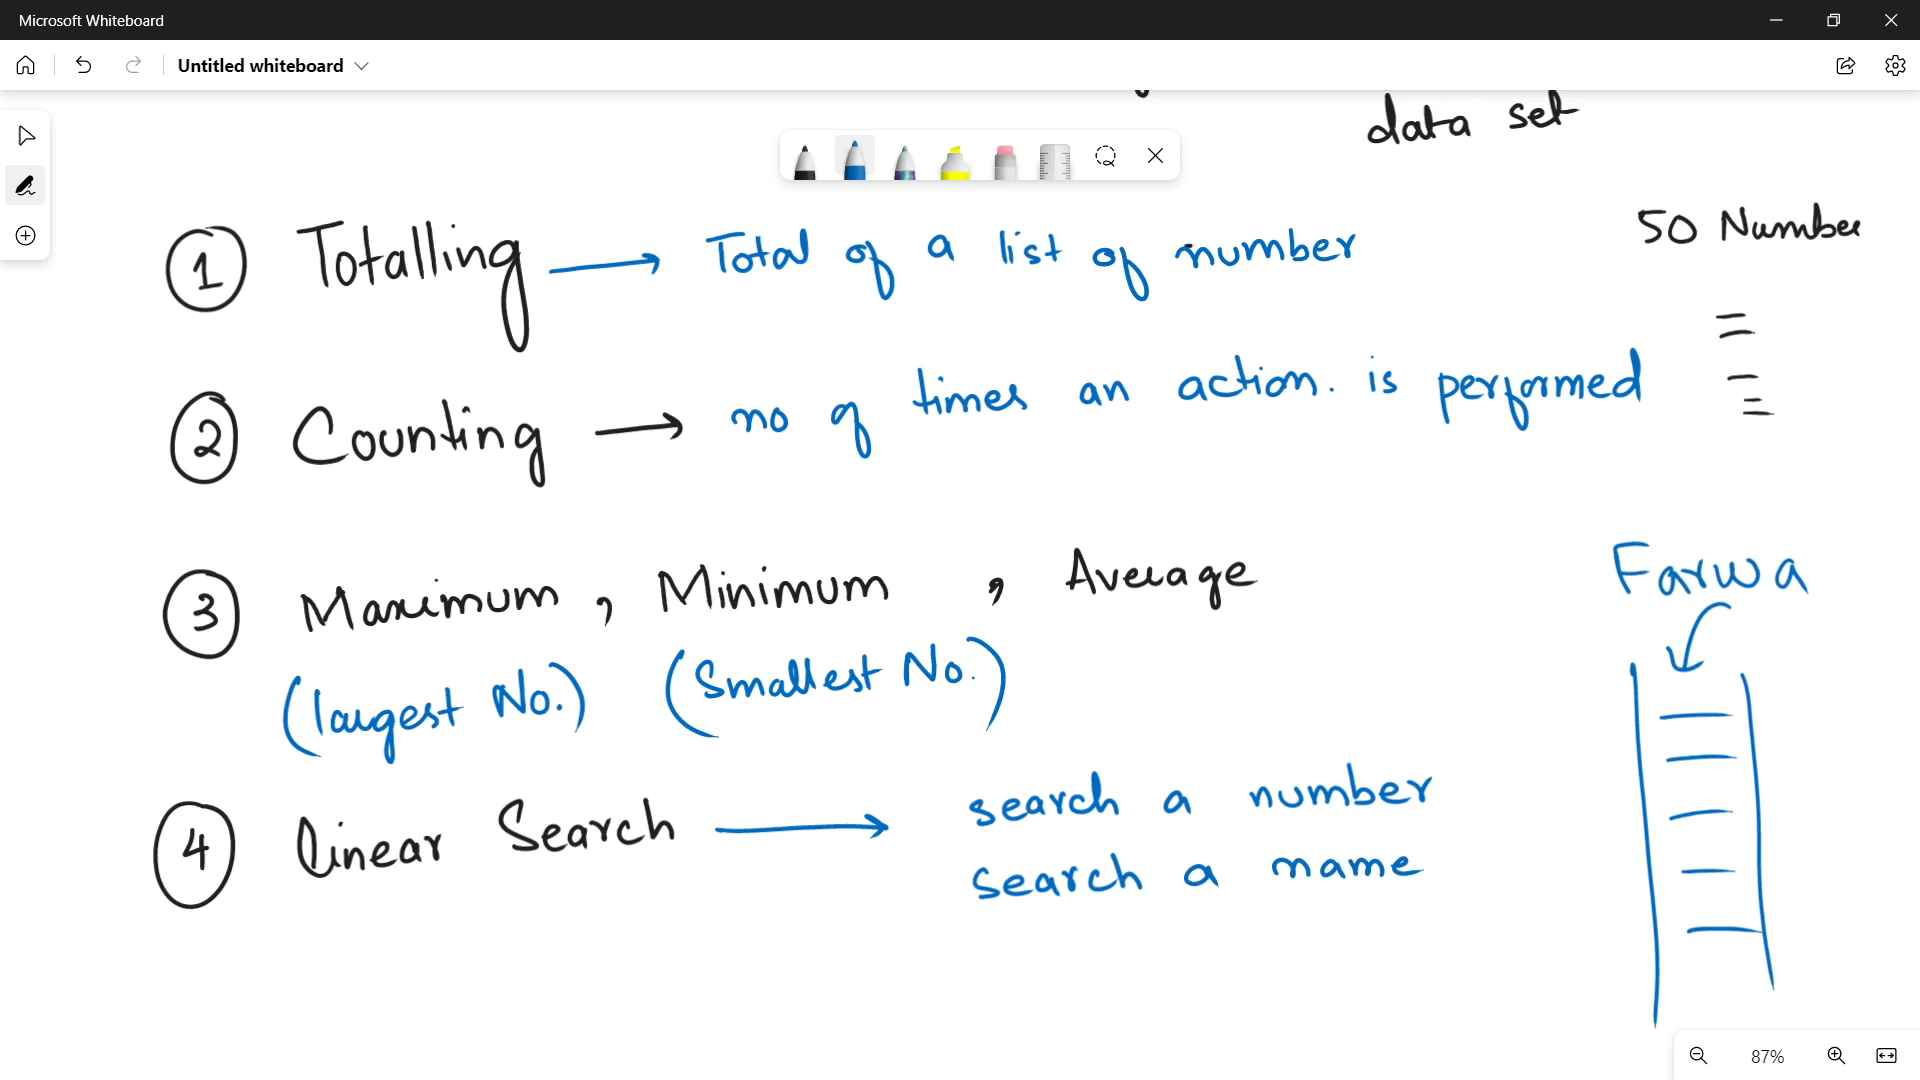 Microsoft Whiteboard
Untitled whiteboard
data set
50 Number
① Totalling → Total of a list of number
② Counting → no of times an action. is performed
③ Maximum, Minimum, Average
(largest No.) (Smallest No.)
Farwa
④ Linear Search → search a number
search a name
87%